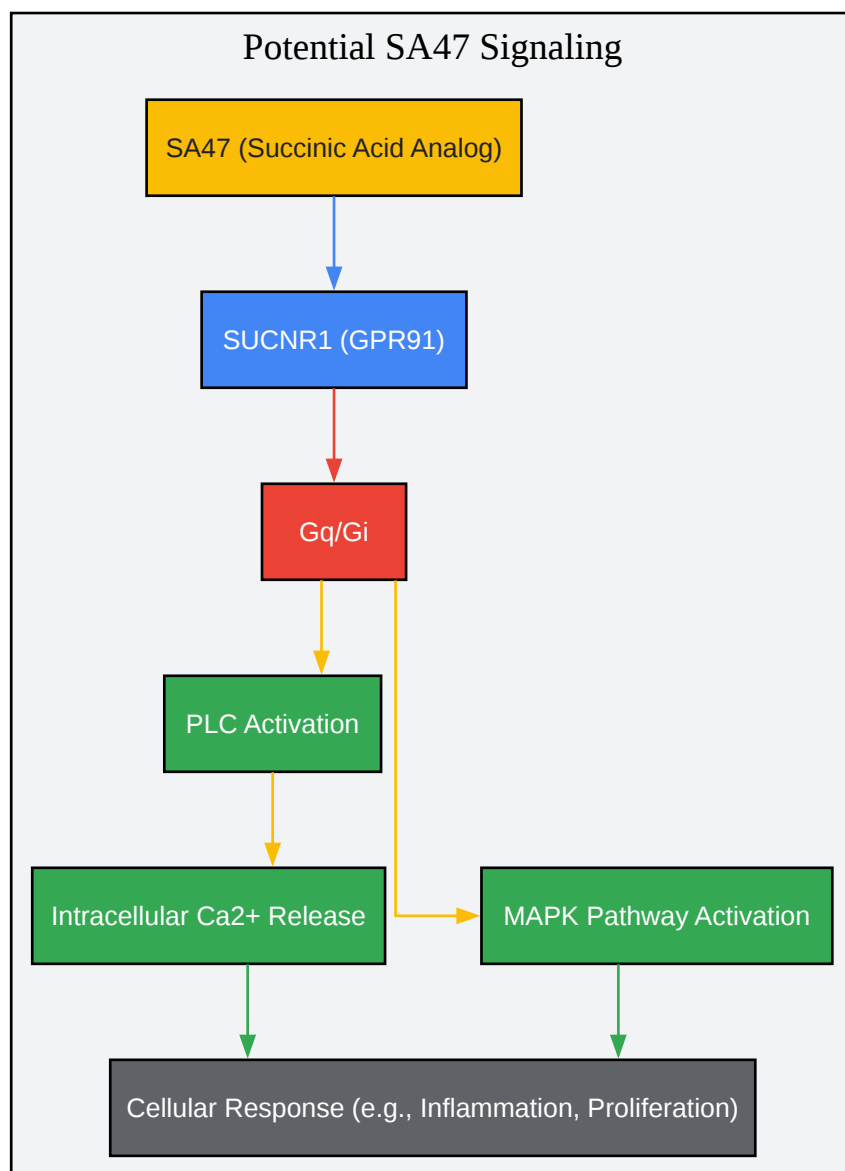 Potential SA47 Signaling
SA47 (Succinic Acid Analog)
SUCNR1 (GPR91)
Gq/Gi
PLC Activation
Intracellular Ca2+ Release
MAPK Pathway Activation
Cellular Response (e.g., Inflammation, Proliferation)